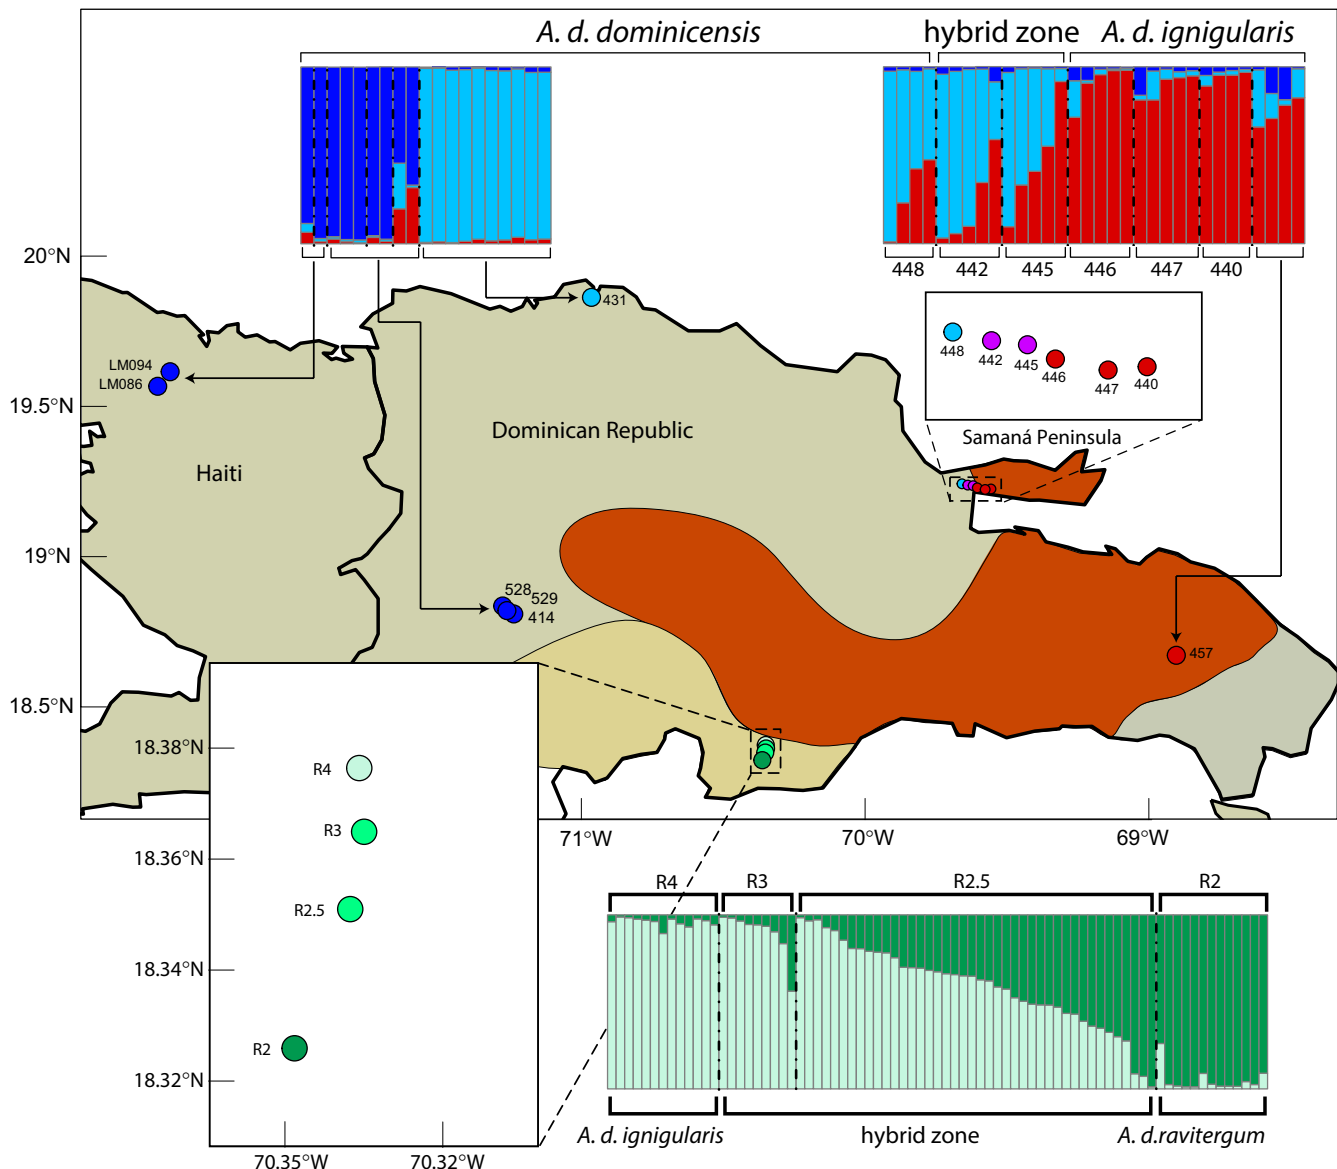 A. d. dominicensis hybrid zone A. d. ignigularis
448 442 445 446 447 440
20°N
431
LM094
LM086
19.5°N
448 442 445 446 447 440
Dominican Republic
Samaná Peninsula
Haiti
19°N
528
529
414
457
18.5°N
18.38°N
R4
R3
71°W 70°W 69°W
18.36°N
R4 R3 R2.5 R2
R2.5
18.34°N
R2
18.32°N
A. d. ignigularis hybrid zone A. d.ravitergum
70.35°W 70.32°W